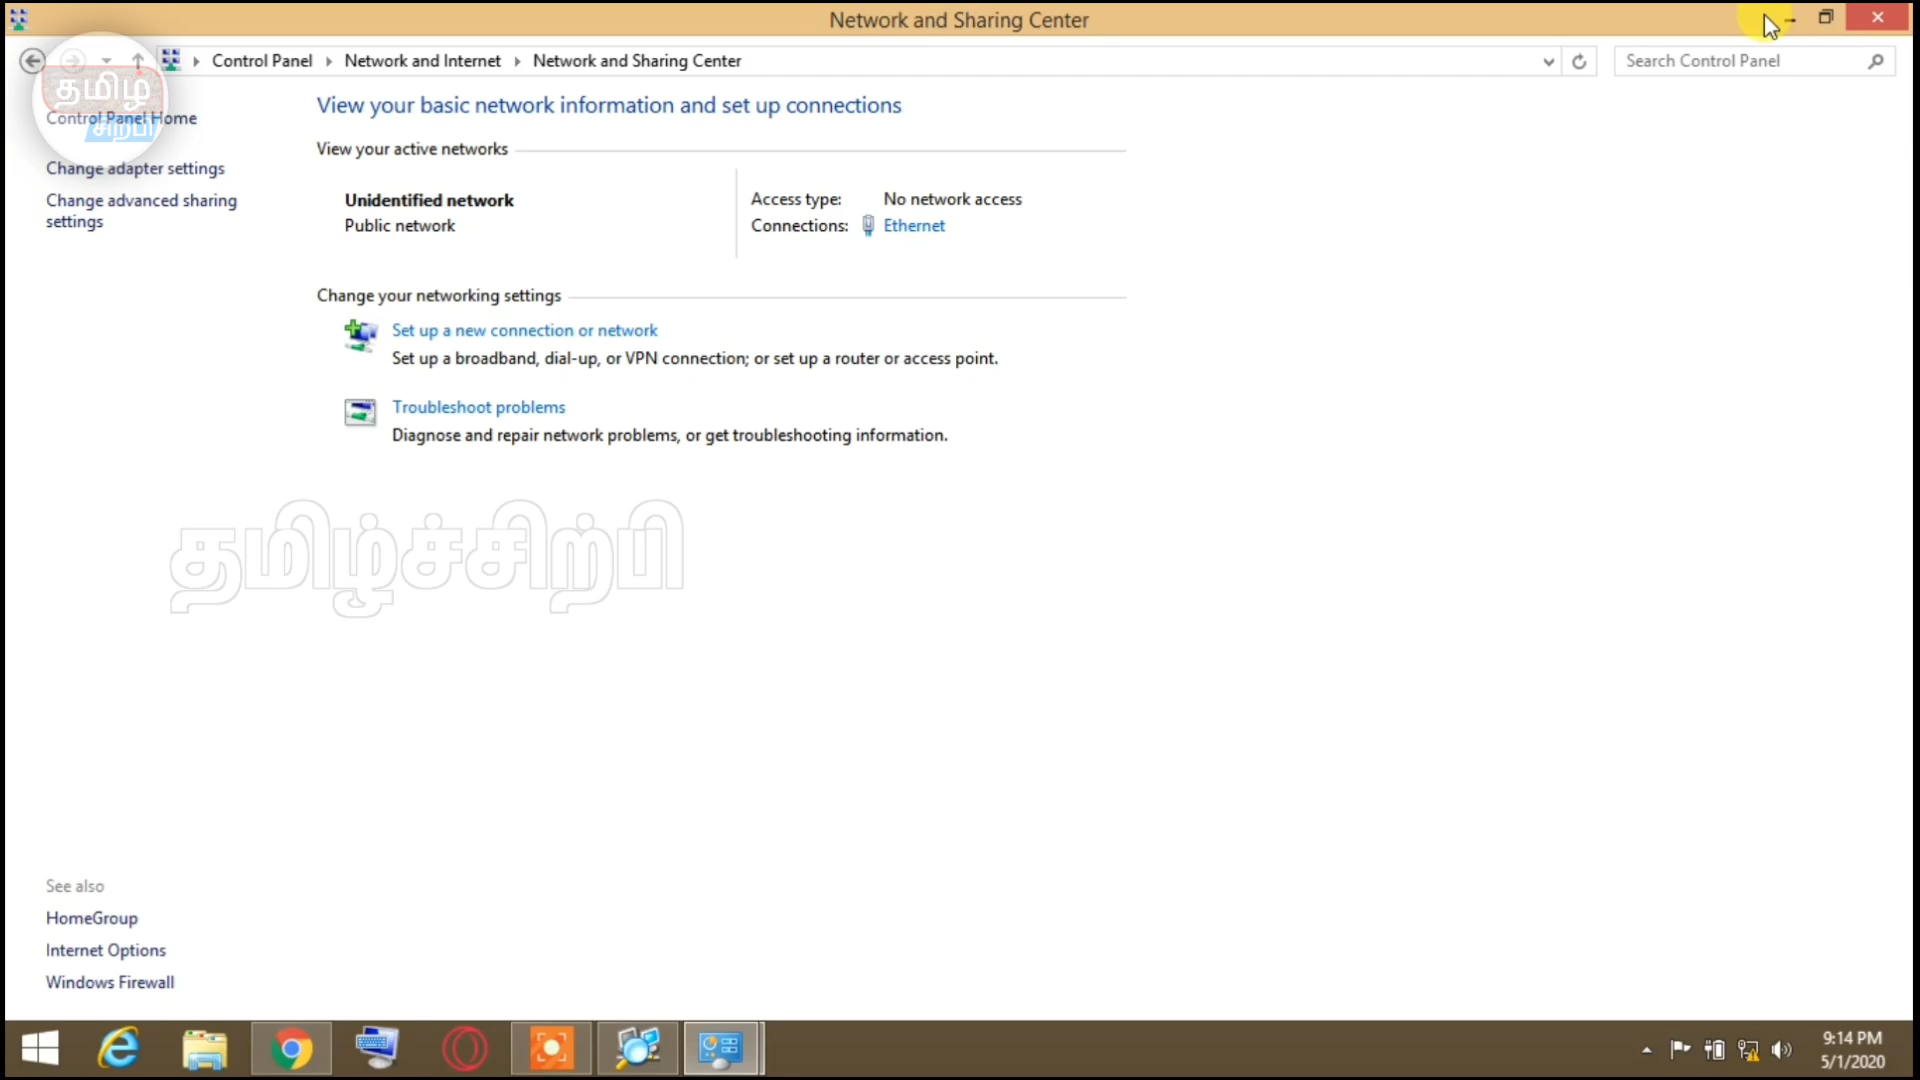 Network and Sharing Center
Control Panel
Network and Internet
Network and Sharing Center
Search Control Panel
தமிழ்
சிற்பி
Control Panel Home
Change adapter settings
Change advanced sharing
settings
View your basic network information and set up connections
View your active networks
Unidentified network
Public network
Access type: No network access
Connections: Ethernet
Change your networking settings
Set up a new connection or network
Set up a broadband, dial-up, or VPN connection; or set up a router or access point.
Troubleshoot problems
Diagnose and repair network problems, or get troubleshooting information.
தமிழ்ச்சிற்பி
See also
HomeGroup
Internet Options
Windows Firewall
9:14 PM
5/1/2020